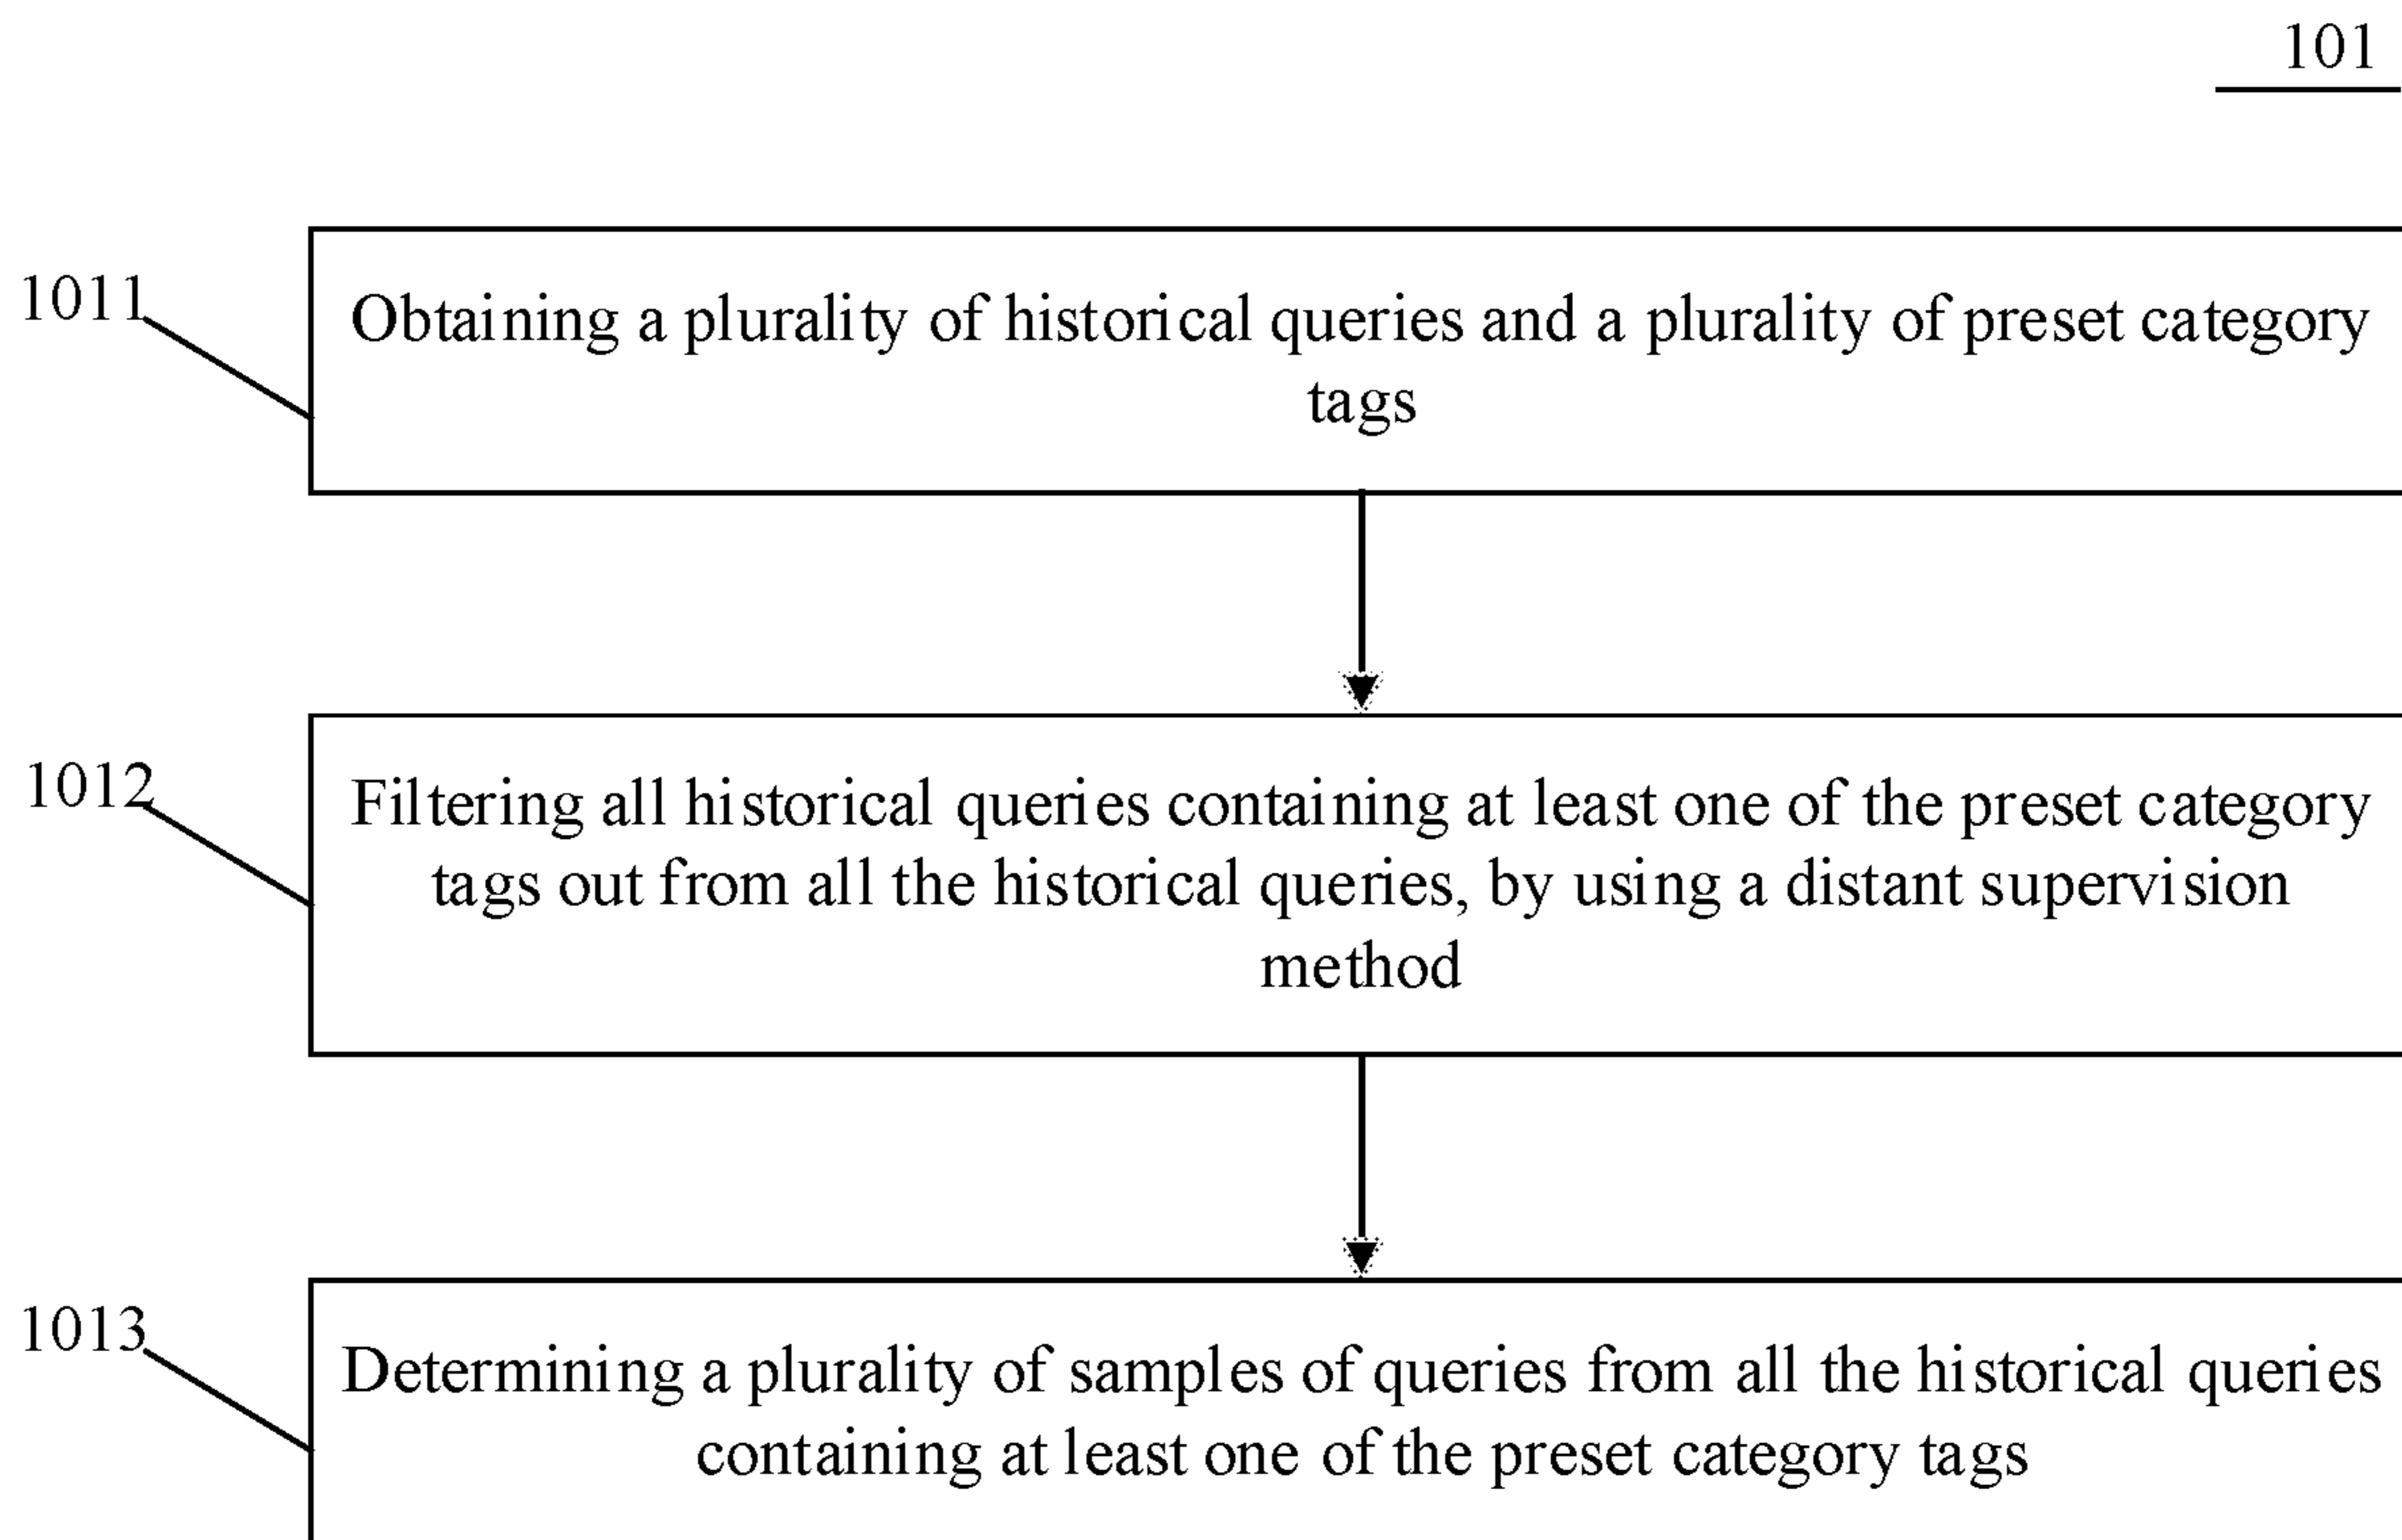 101
1011
Obtaining a plurality of historical queries and a plurality of preset category
tags
1012
Filtering all historical queries containing at least one of the preset category
tags out from all the historical queries, by using a distant supervision
method
1013
Determining a plurality of samples of queries from all the historical queries
containing at least one of the preset category tags